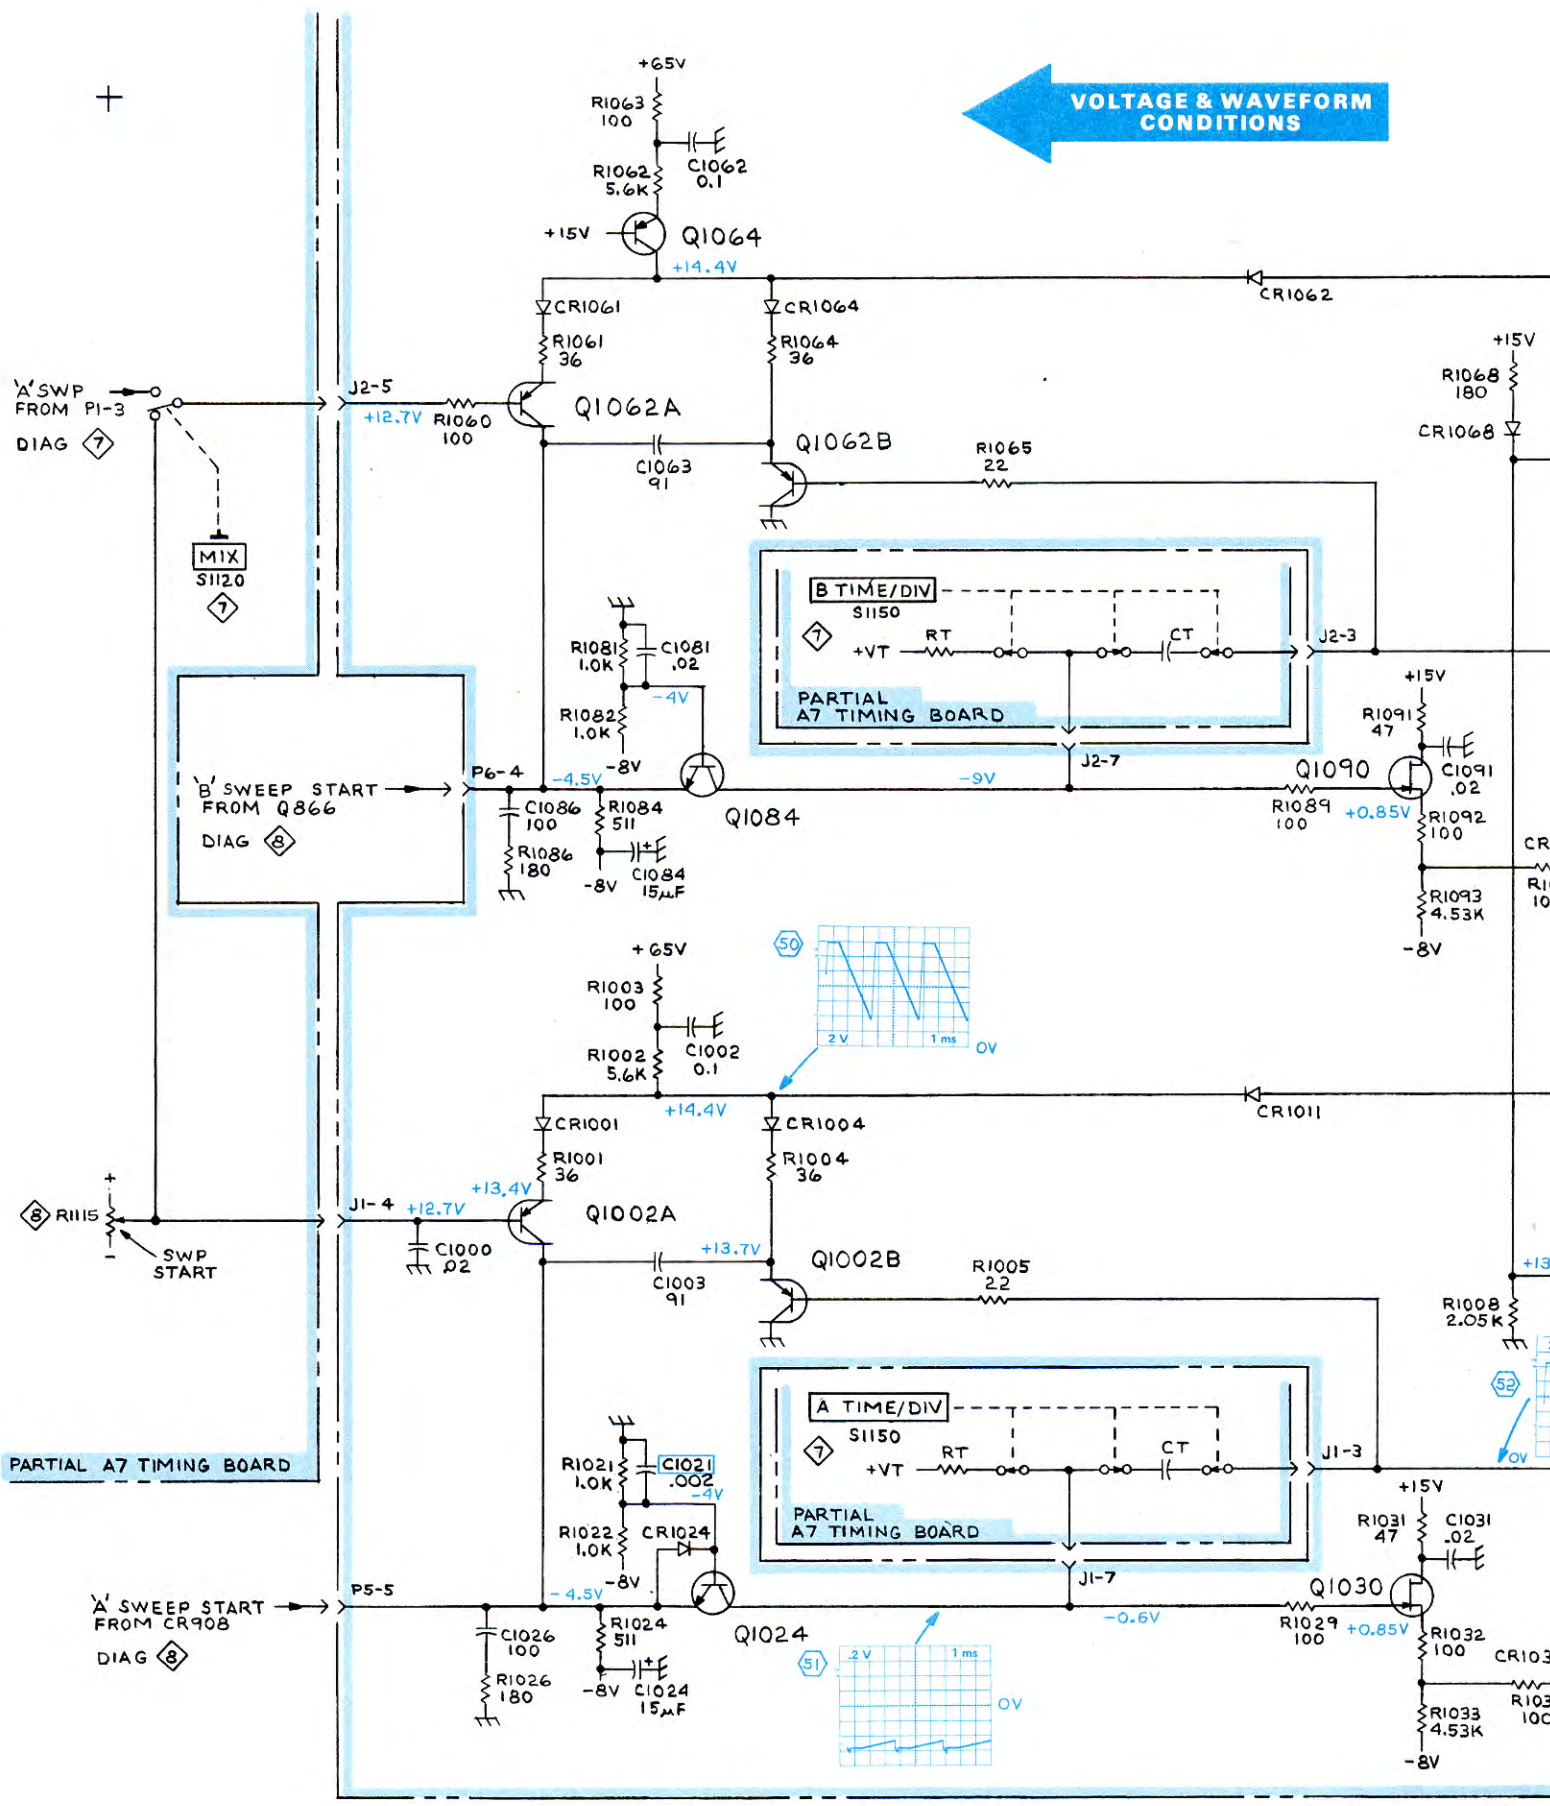 +65V
R1063
100
VOLTAGE & WAVEFORM
CONDITIONS
C1062
0.1
R1062
5.6K
+15V
Q1064
+14.4V
CR1062
CR1061
CR1064
R1061
36
R1064
36
+15V
R1068
180
CR1068
'A' SWP
FROM P1-3
DIAG 7
J2-5
+12.7V
R1060
100
Q1062A
Q1062B
C1063
91
R1065
22
MIX
S1120
7
B TIME/DIV
S1150
7
RT
+VT
CT
J2-3
PARTIAL
A7 TIMING BOARD
J2-7
R1081
1.0K
C1081
.02
-4V
R1082
1.0K
-8V
+15V
R1091
47
C1091
.02
Q1090
'B' SWEEP START
FROM Q866
DIAG 8
P6-4
-4.5V
C1086
100
R1084
511
Q1084
-9V
R1089
100
+0.85V
R1092
100
R1086
180
-8V
C1084
15µF
R1093
4.53K
-8V
CR
R1
10
50
2 V
1 ms
0V
+65V
R1003
100
R1002
5.6K
C1002
0.1
+14.4V
CR1011
CR1001
CR1004
R1001
36
R1004
36
8 R1115
+
-
SWP
START
J1-4
+12.7V
+13.4V
C1000
.02
Q1002A
+13.7V
Q1002B
C1003
91
R1005
22
+13
R1008
2.05K
52
0V
A TIME/DIV
S1150
7
RT
+VT
CT
J1-3
PARTIAL
A7 TIMING BOARD
J1-7
PARTIAL A7 TIMING BOARD
R1021
1.0K
C1021
.002
-4V
R1022
1.0K
CR1024
-8V
+15V
R1031
47
C1031
.02
Q1030
'A' SWEEP START
FROM CR908
DIAG 8
P5-5
-4.5V
C1026
100
R1024
511
Q1024
-0.6V
R1029
100
+0.85V
R1032
100
R1026
180
-8V
C1024
15µF
51
.2 V
1 ms
0V
CR103
R103
100
R1033
4.53K
-8V